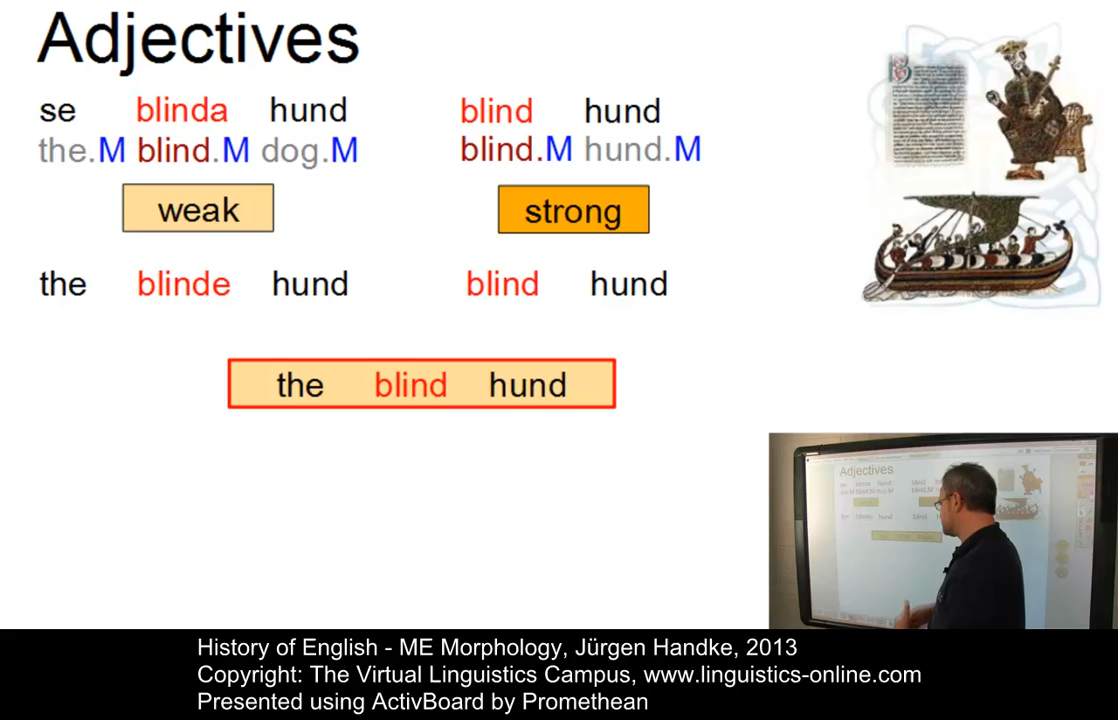 Adjectives
se blinda hund
the.M blind.M dog.M
weak
the blinde hund
blind hund
blind.M hund.M
strong
blind hund
the blind hund
Adjectives
History of English - ME Morphology, Jürgen Handke, 2013
Copyright: The Virtual Linguistics Campus, www.linguistics-online.com
Presented using ActivBoard by Promethean